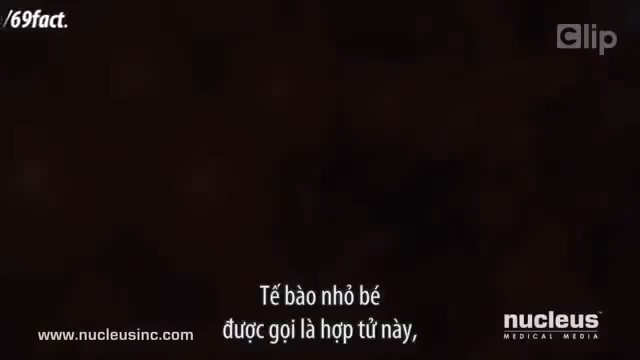 /69fact.
Clip
Tế bào nhỏ bé
được gọi là hợp tử này,
www.nucleusinc.com
nucleus
MEDICAL MEDIA